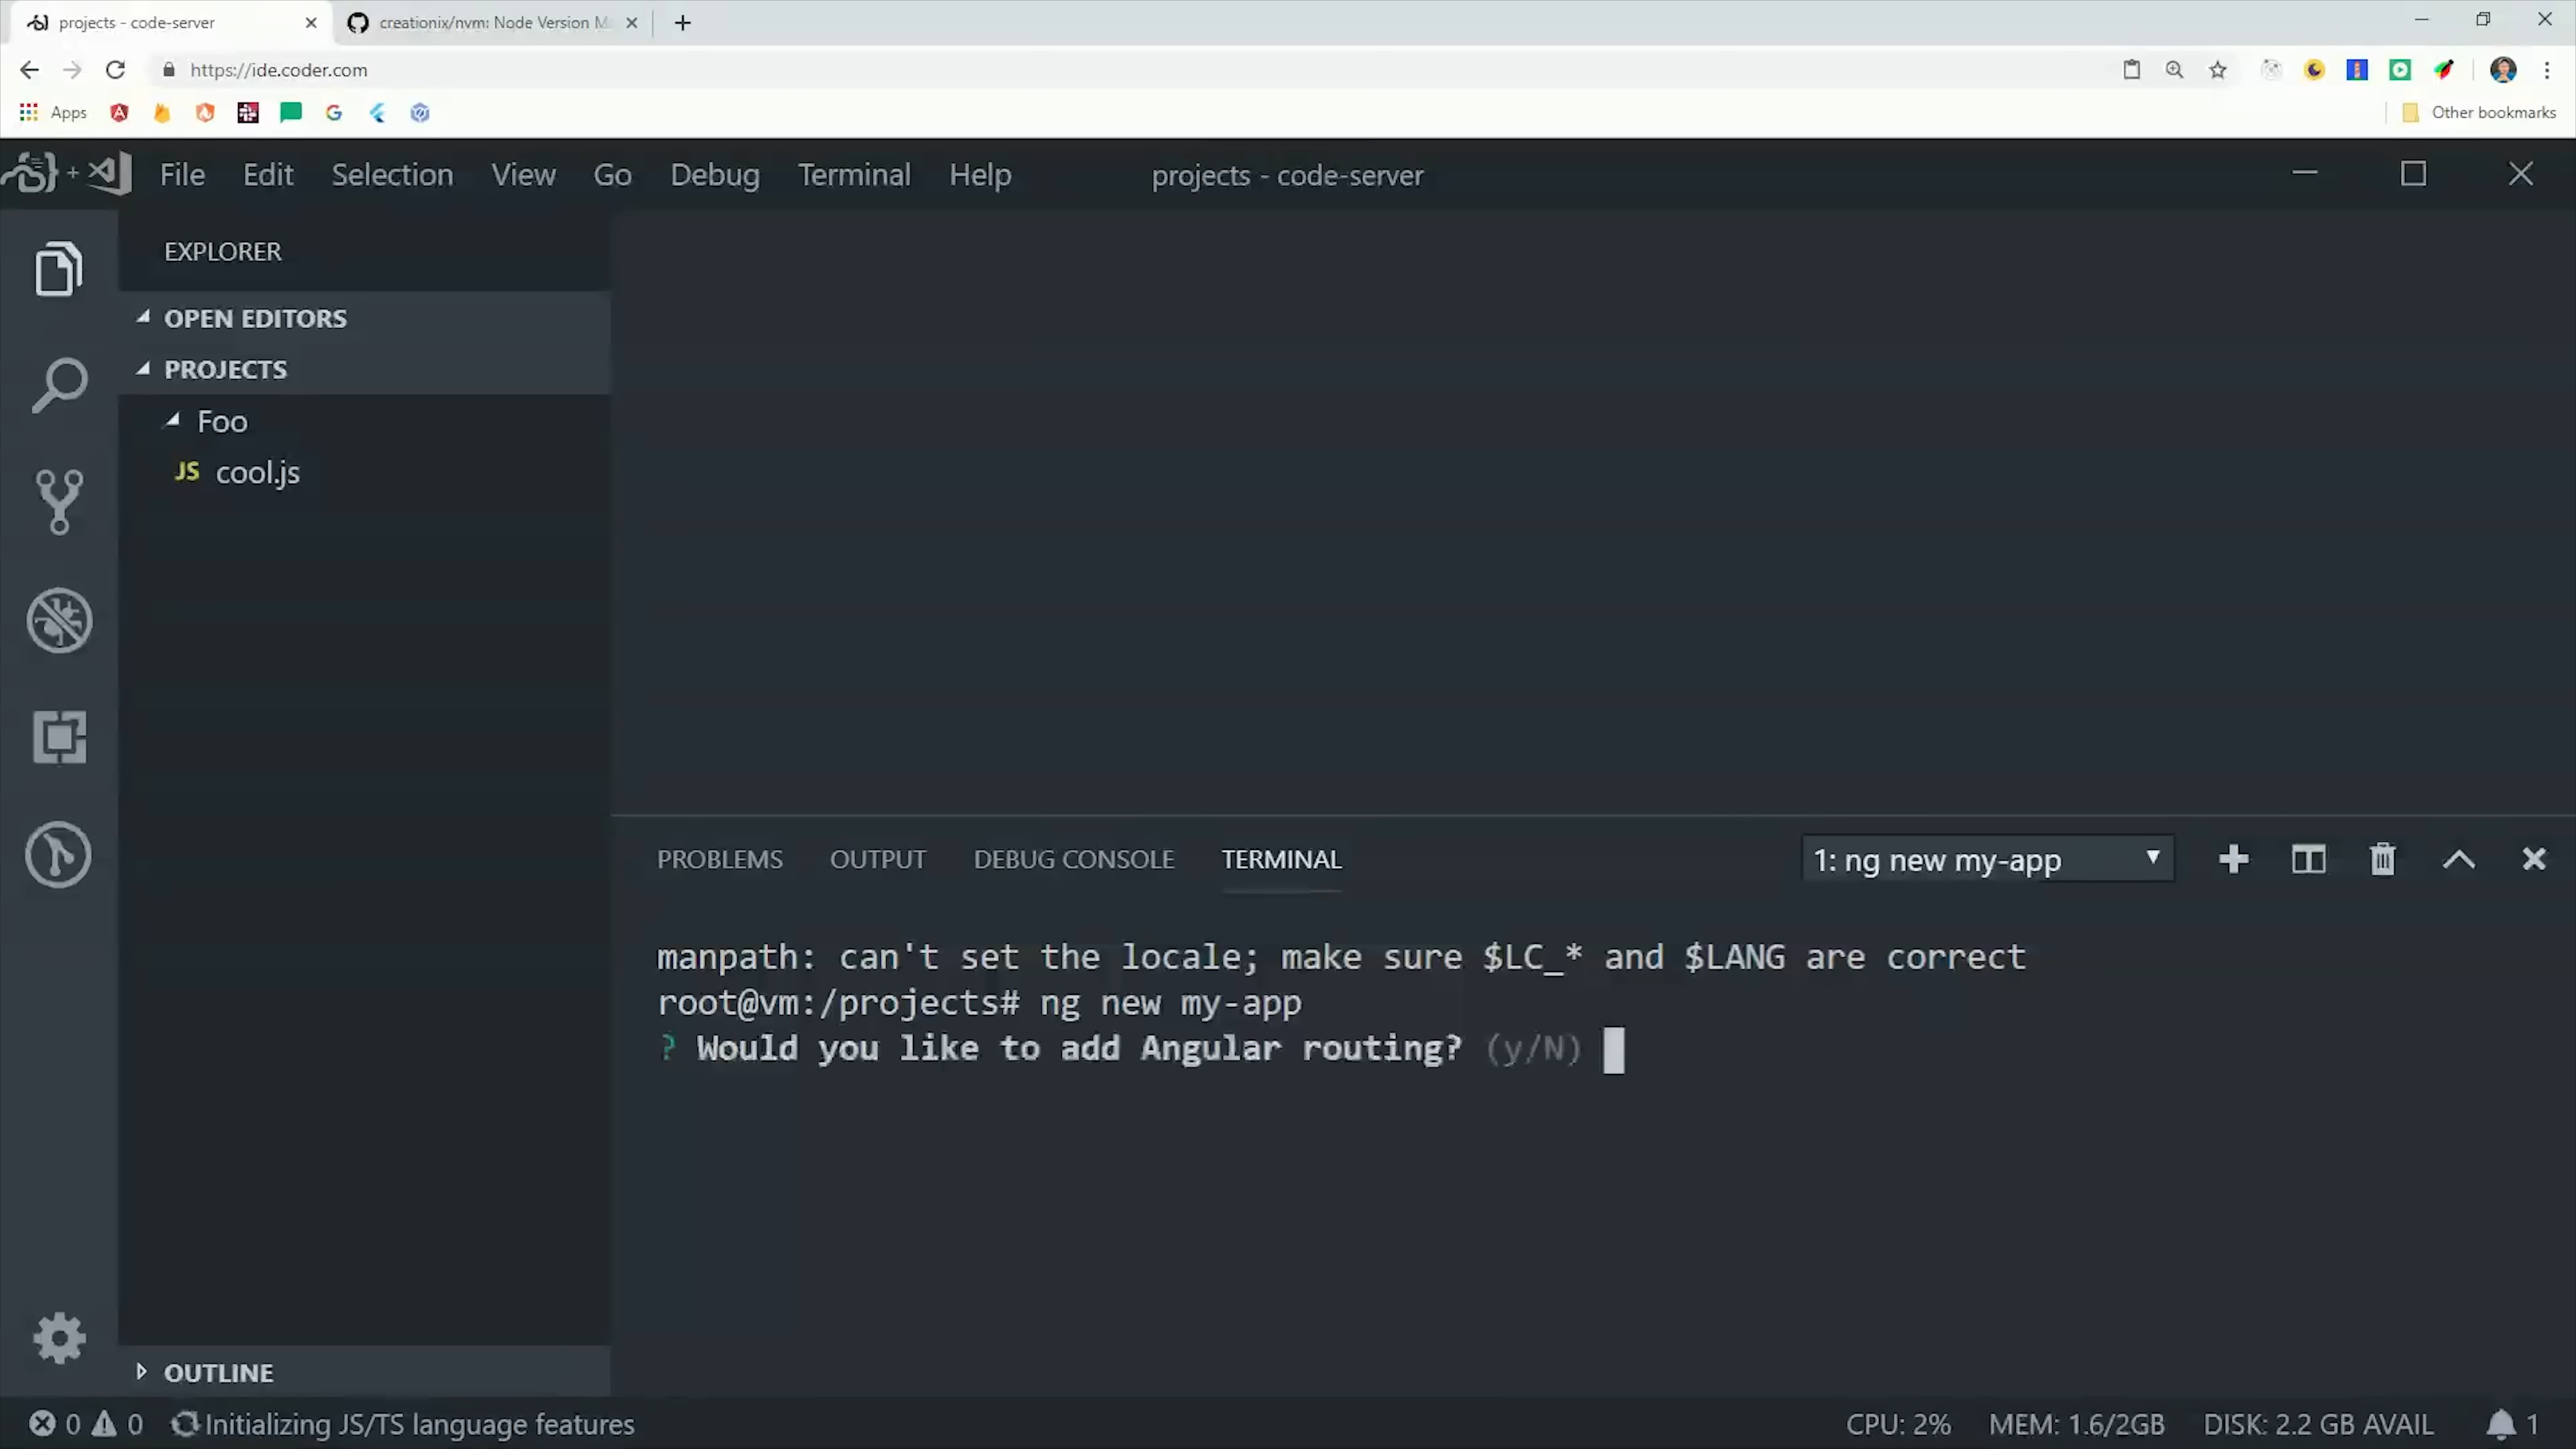 projects - code-server
creationix/nvm: Node Version M
https://ide.coder.com
Apps
Other bookmarks
File Edit Selection View Go Debug Terminal Help
projects - code-server
EXPLORER
OPEN EDITORS
PROJECTS
Foo
JS cool.js
PROBLEMS OUTPUT DEBUG CONSOLE TERMINAL
1: ng new my-app
manpath: can't set the locale; make sure $LC_* and $LANG are correct
root@vm:/projects# ng new my-app
? Would you like to add Angular routing? (y/N)
OUTLINE
0 0 Initializing JS/TS language features
CPU: 2% MEM: 1.6/2GB DISK: 2.2 GB AVAIL 1